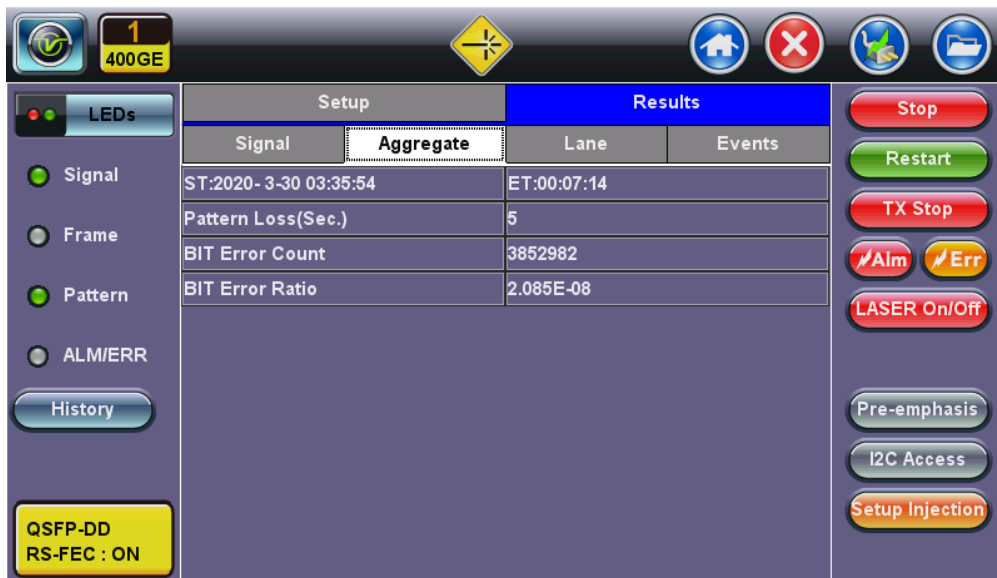 1
400GE
LEDs
Signal
Frame
Pattern
ALM/ERR
History
QSFP-DD
RS-FEC : ON
Setup Results
Signal Aggregate Lane Events
ST:2020- 3-30 03:35:54 ET:00:07:14
Pattern Loss(Sec.) 5
BIT Error Count 3852982
BIT Error Ratio 2.085E-08
Stop
Restart
TX Stop
Alm Err
LASER On/Off
Pre-emphasis
I2C Access
Setup Injection